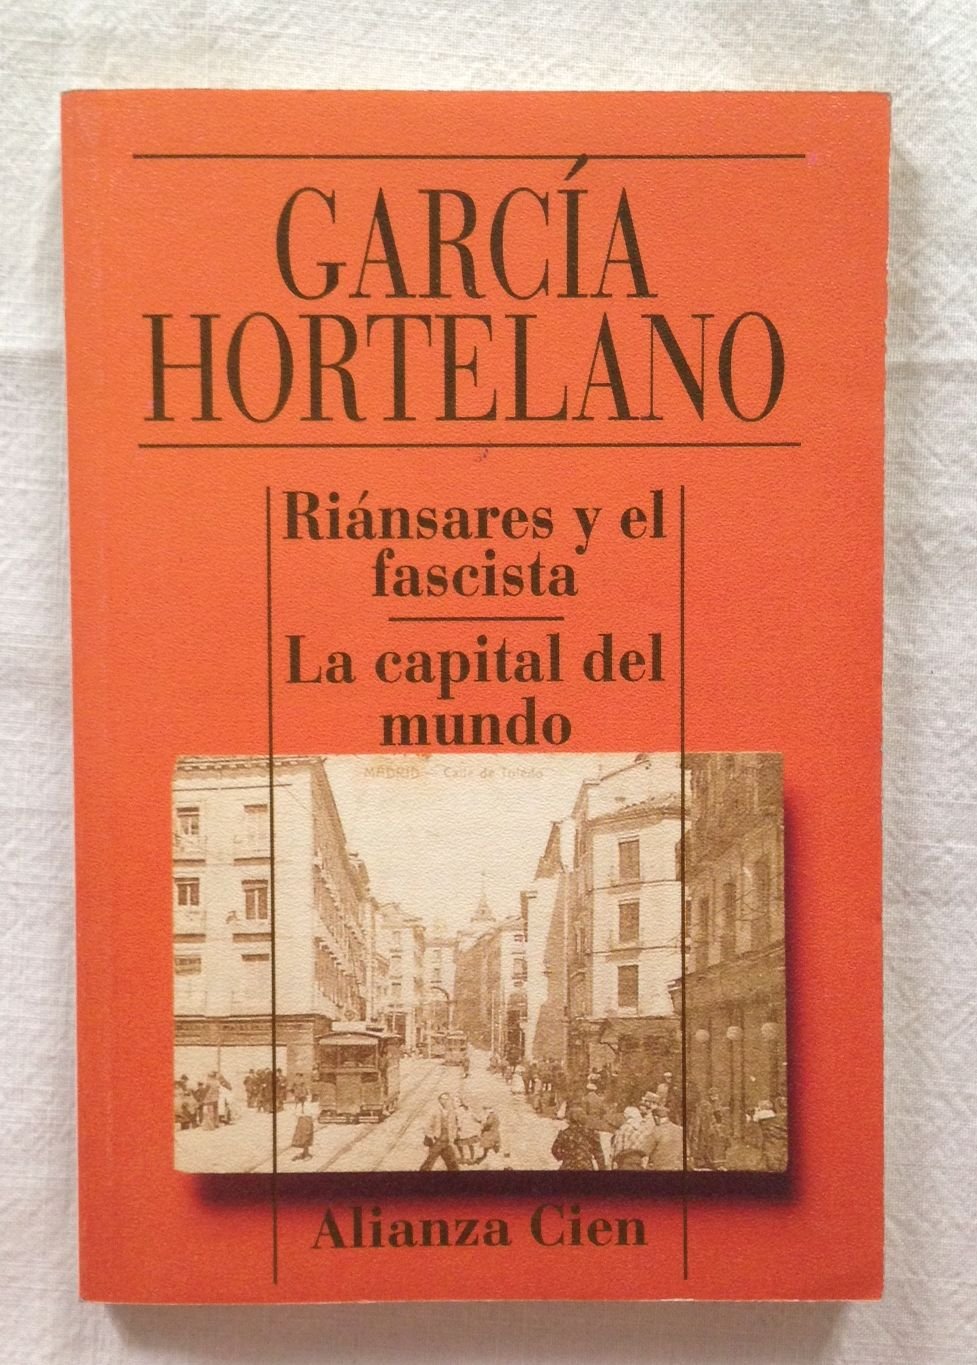 GARCÍA
HORTELANO
Riánsares y el
fascista
La capital del
mundo
MADRID – Calle de Toledo
Alianza Cien